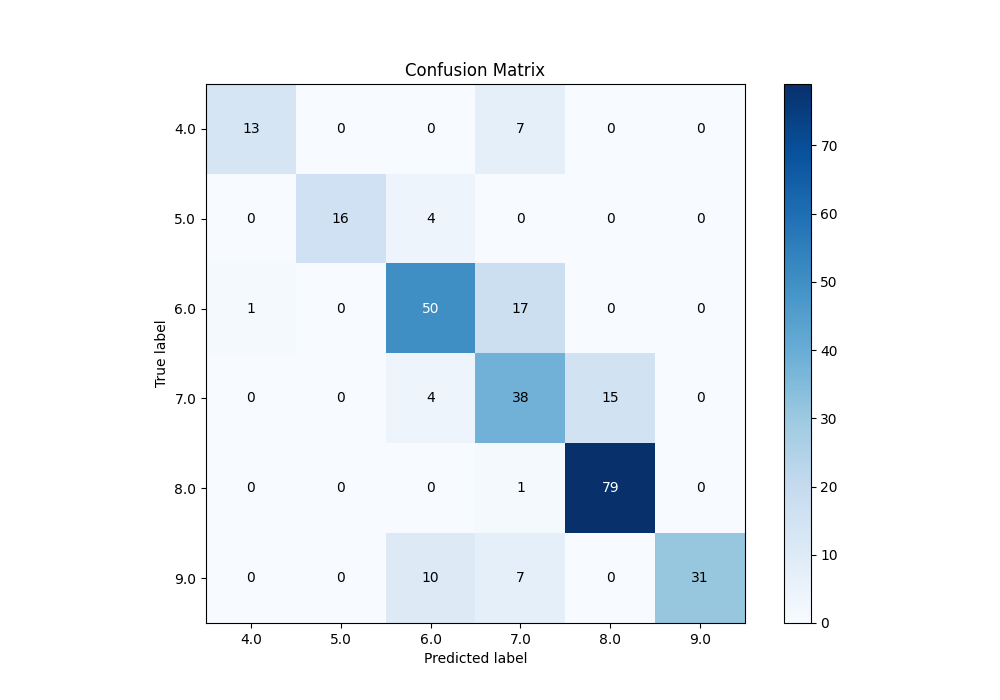 Confusion Matrix
True label
4.0 13 0 0 7 0 0
5.0 0 16 4 0 0 0
6.0 1 0 50 17 0 0
7.0 0 0 4 38 15 0
8.0 0 0 0 1 79 0
9.0 0 0 10 7 0 31
4.0 5.0 6.0 7.0 8.0 9.0
Predicted label
70
60
50
40
30
20
10
0